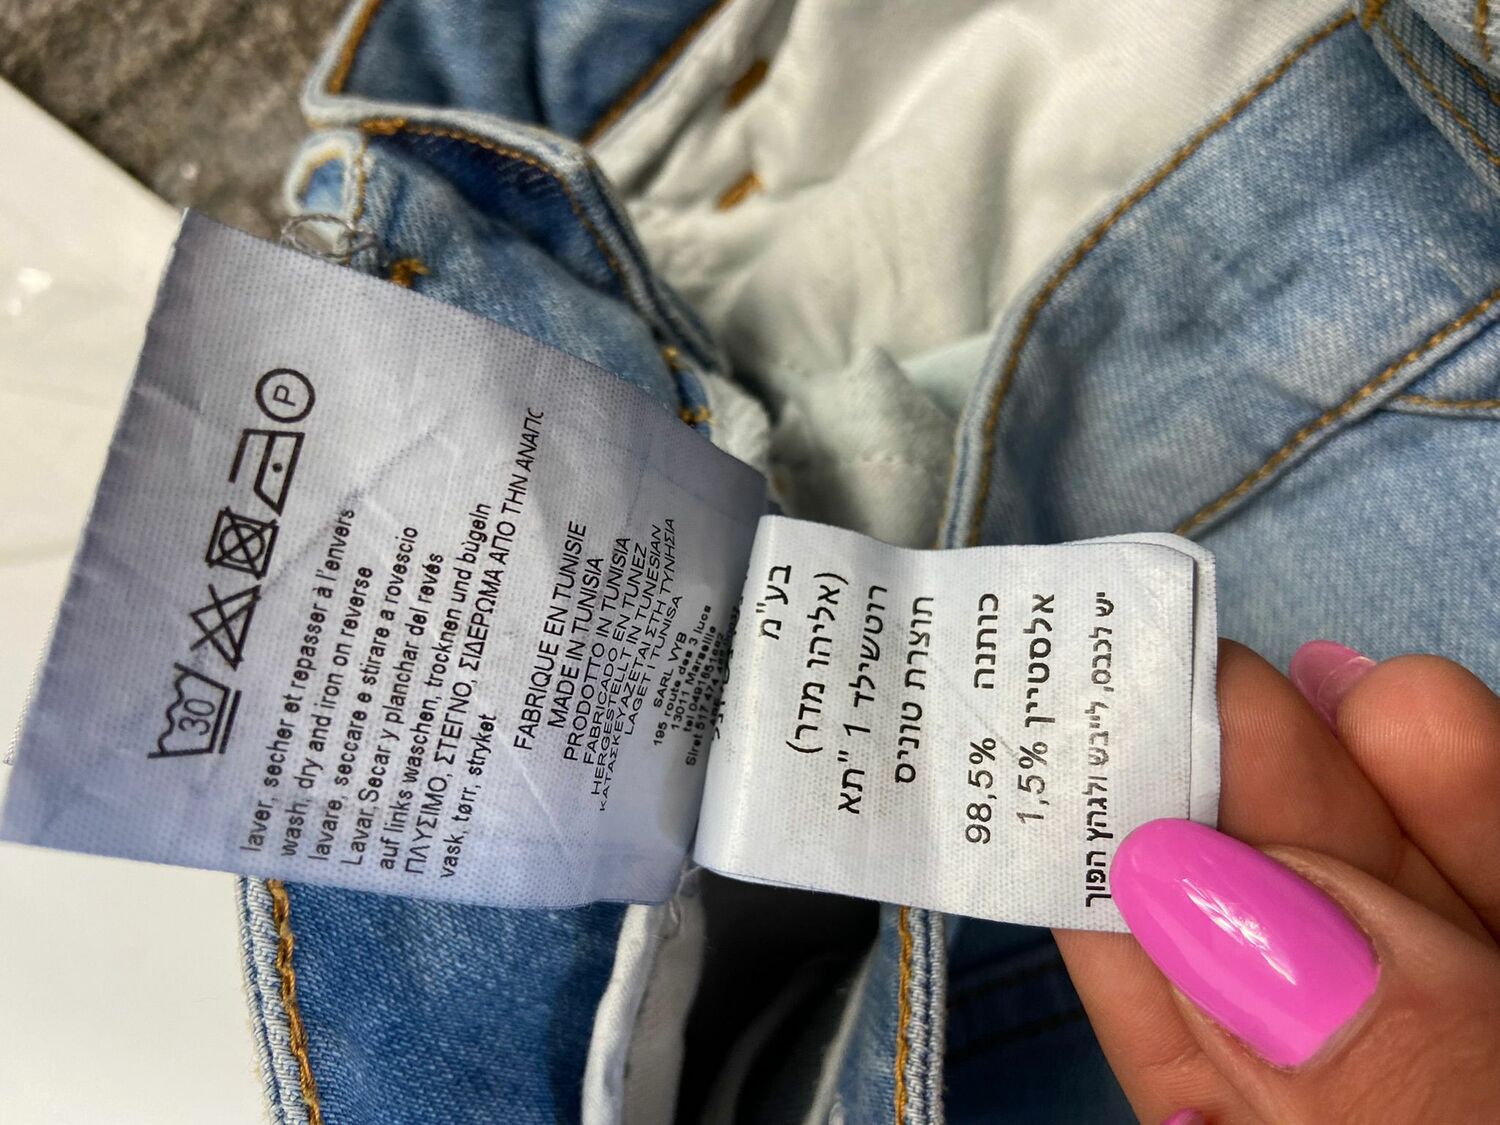 30
P
laver, secher et repasser à l'envers
wash, dry and iron on reverse
lavare, seccare e stirare a rovescio
Lavar, Secar y planchar del revés
auf links waschen, trocknen und bügeln
ΠΛΥΣΙΜΟ, ΣΤΕΓΝΟ, ΣΙΔΕΡΩΜΑ ΑΠΟ ΤΗΝ ΑΝΑΠΟ
vask, tørr, stryket
FABRIQUE EN TUNISIE
MADE IN TUNISIA
PRODOTTO IN TUNISIA
FABRICADO EN TUNISIA
HERGESTELLT IN TUNEZ
ΚΑΤΑΣΚΕΥΑΖΕΤΑΙ ΣΤΗ ΤΥΝΗΣΙΑ
LAGET I TUNISA
SARL VYB
195 route des 3 lucs
13011 Marseille
בע"מ
(אליהו מדר)
רוטשילד 1 "תא
תוצרת טוניס
98,5% כותנה
1,5% אלסטיין
יש לכבס, לייבש ולגהץ הפוך